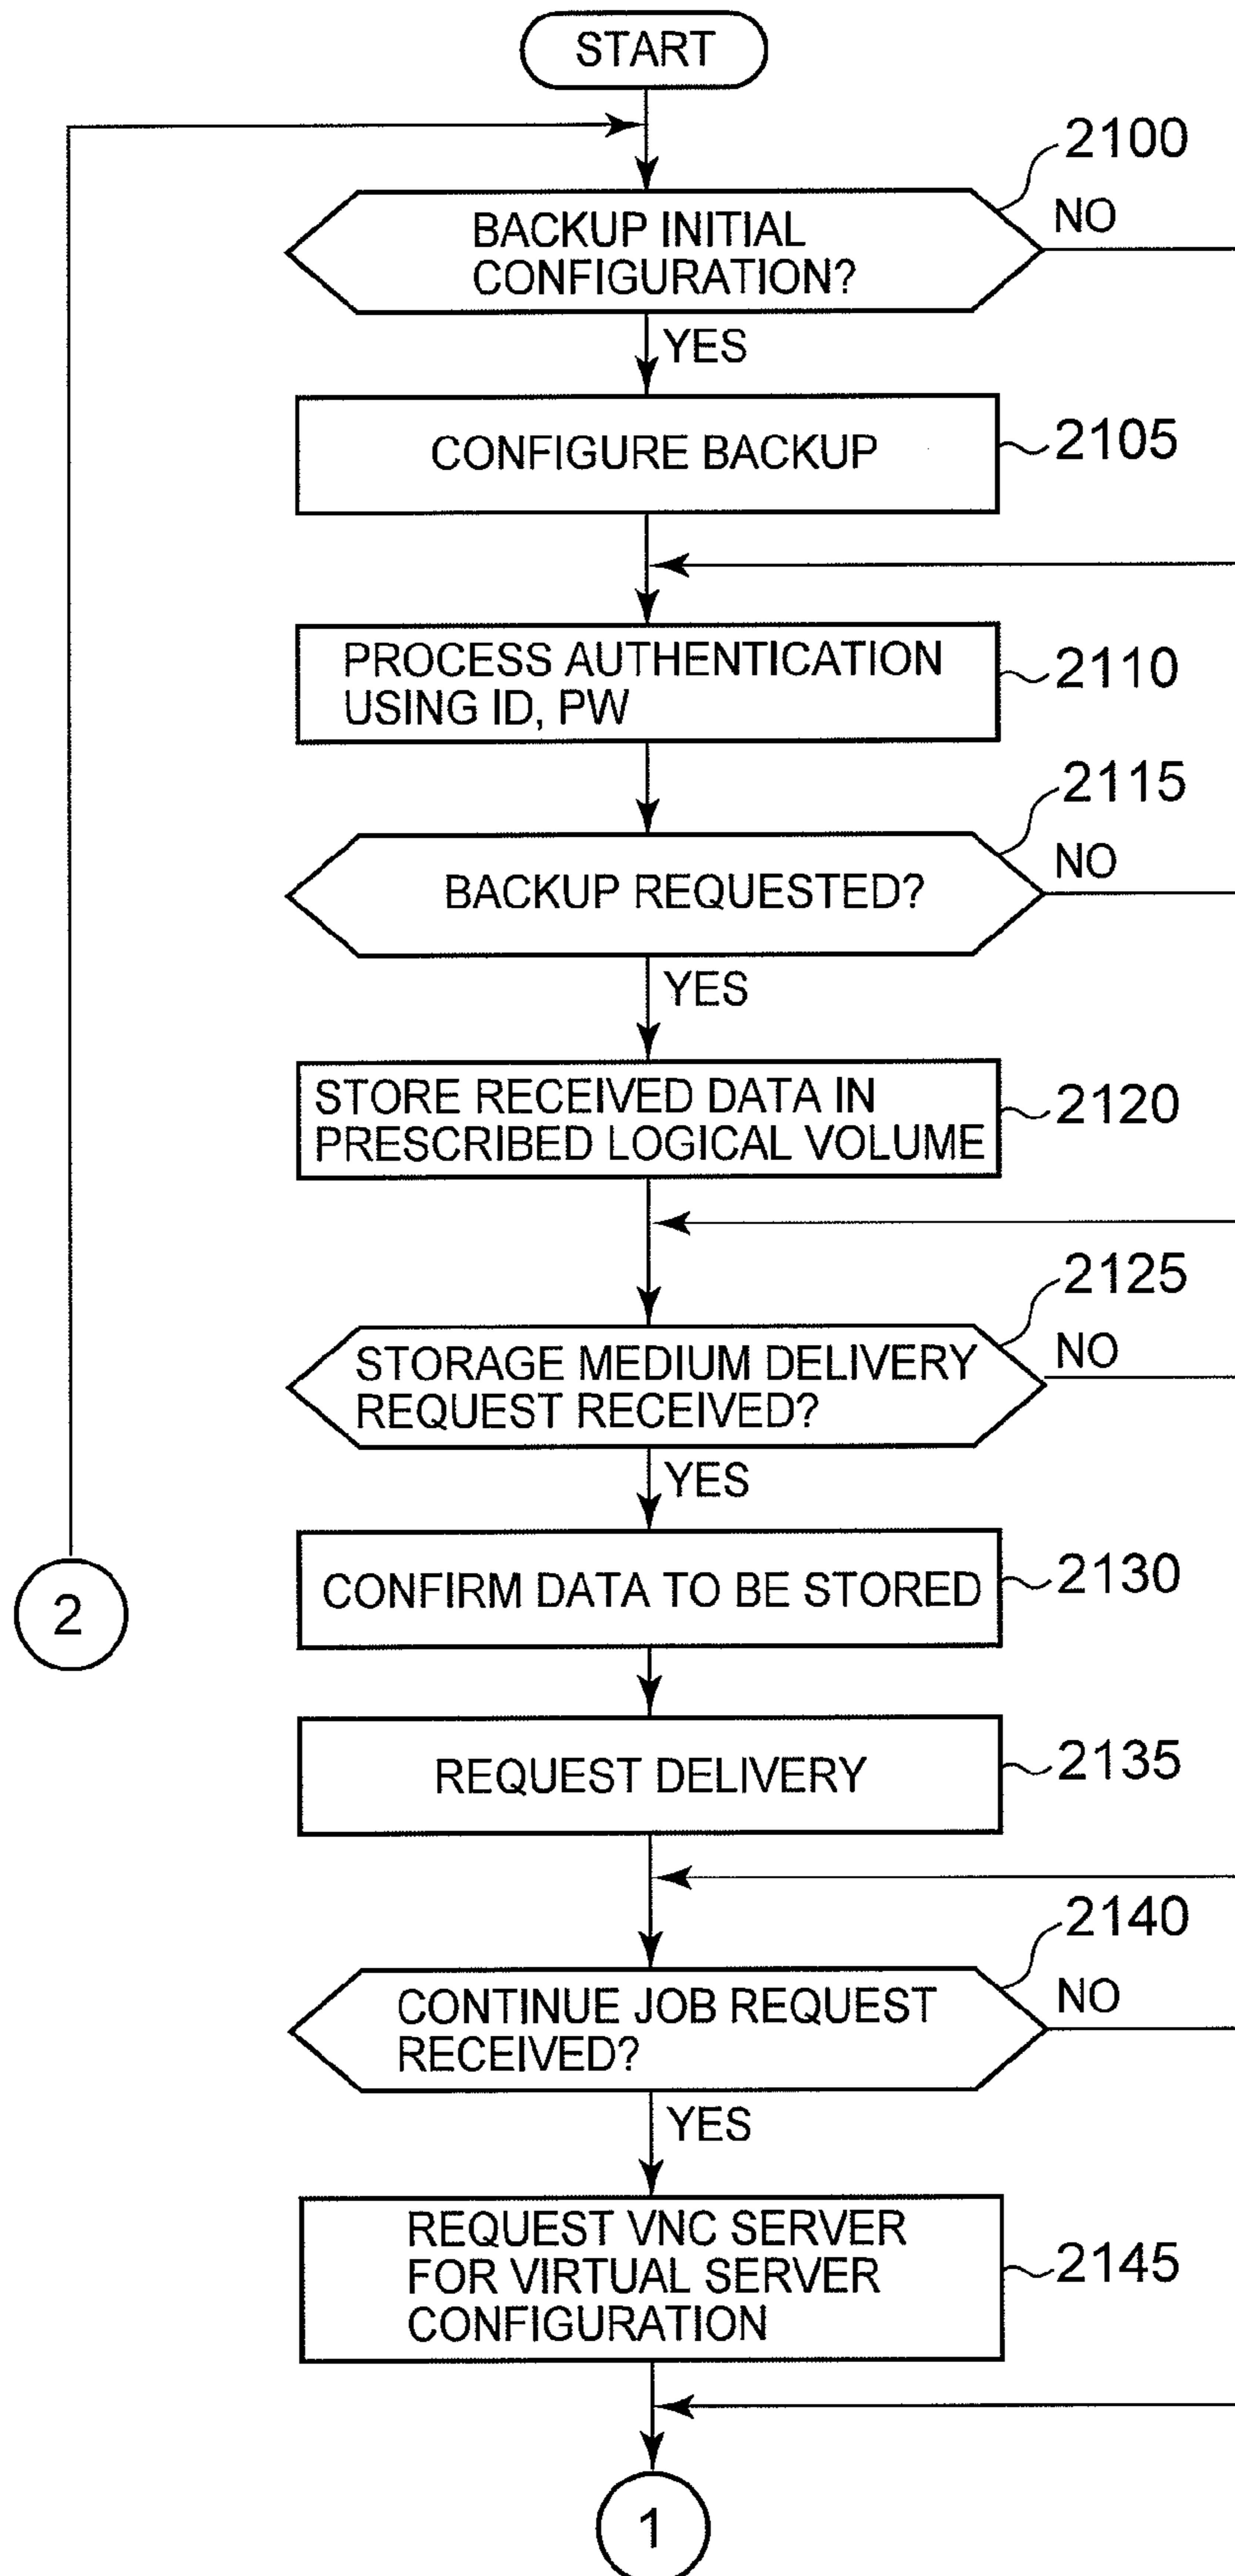 START
2100
BACKUP INITIAL
CONFIGURATION?
NO
YES
CONFIGURE BACKUP
2105
PROCESS AUTHENTICATION
USING ID, PW
2110
2115
BACKUP REQUESTED?
NO
YES
STORE RECEIVED DATA IN
PRESCRIBED LOGICAL VOLUME
2120
2125
STORAGE MEDIUM DELIVERY
REQUEST RECEIVED?
NO
YES
CONFIRM DATA TO BE STORED
2130
2
REQUEST DELIVERY
2135
2140
CONTINUE JOB REQUEST
RECEIVED?
NO
YES
REQUEST VNC SERVER
FOR VIRTUAL SERVER
CONFIGURATION
2145
1